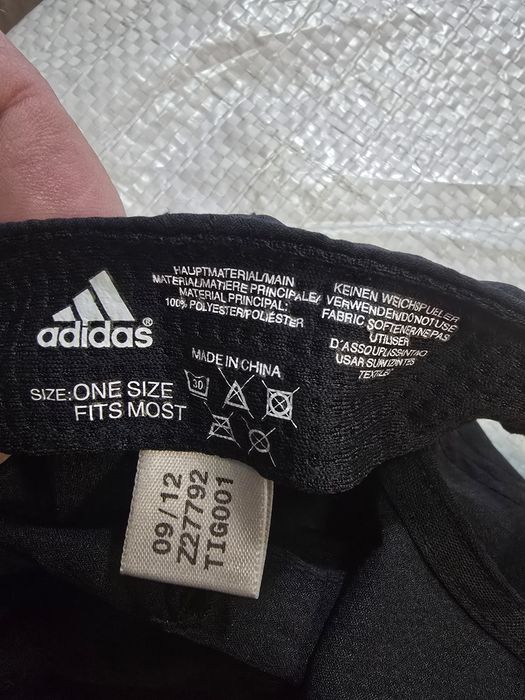 adidas®
SIZE: ONE SIZE
FITS MOST
HAUPTMATERIAL/MAIN
MATERIAL/MATIERE PRINCIPALE/
MATERIAL PRINCIPAL:
100% POLYESTER/POLIÉSTER
MADE IN CHINA
30
KEINEN WEICHSPUELER
VERWENDEN/DO NOT USE
FABRIC SOFTENER/NE PAS
UTILISER
D'ASSOUPLISSANT/NO
USAR SUAVIZANTES
TEXTILES
09/12
Z27792
TIG001